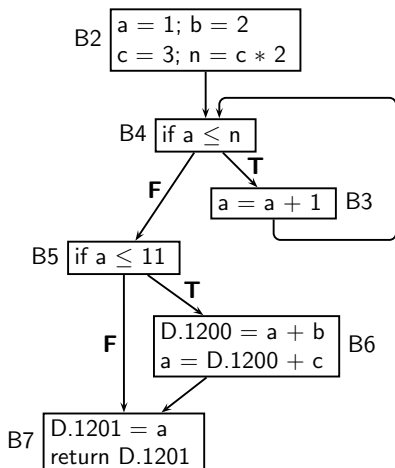 B2
a = 1; b = 2
c = 3; n = c ∗ 2
B4
if a ≤ n
F
T
a = a + 1
B3
B5
if a ≤ 11
F
T
D.1200 = a + b
a = D.1200 + c
B6
B7
D.1201 = a
return D.1201